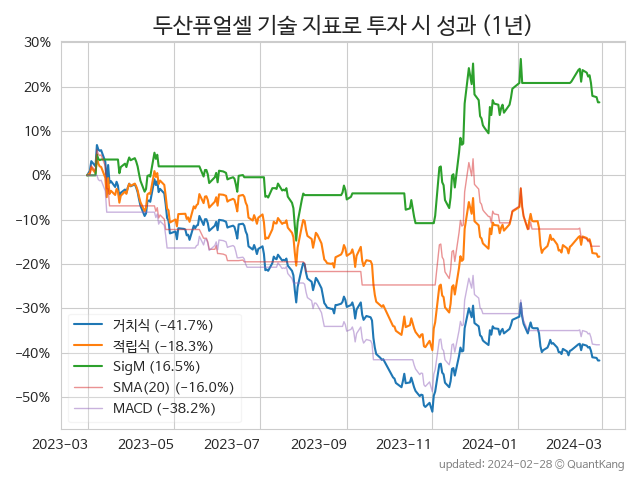 두산퓨얼셀 기술 지표로 투자 시 성과 (1년)
30%
20%
10%
0%
−10%
−20%
−30%
−40%
−50%
거치식 (−41.7%)
적립식 (−18.3%)
SigM (16.5%)
SMA(20) (−16.0%)
MACD (−38.2%)
2023-03 2023-05 2023-07 2023-09 2023-11 2024-01 2024-03
updated: 2024-02-28 © QuantKang